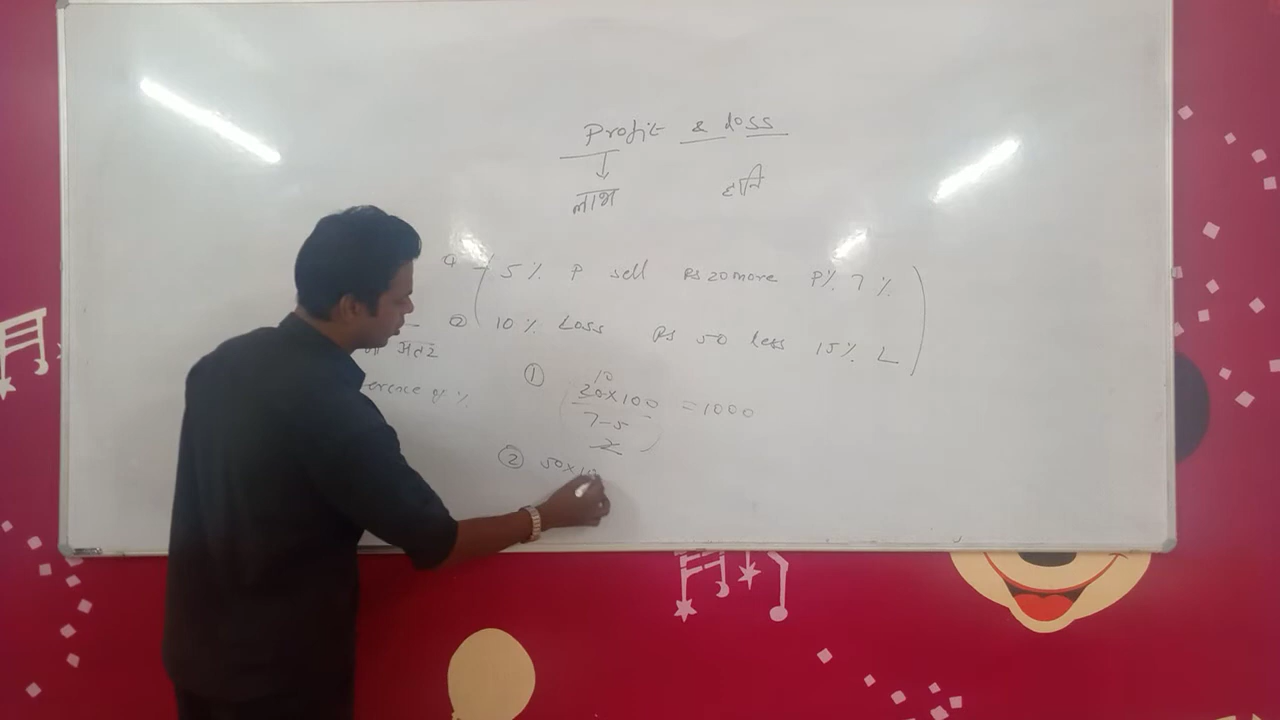 Profit & Loss
↓
लाभ हानि
Q 5% P sell Rs 20 more P% 7%
② 10% Loss Rs 50 less 15% L
अंतर
erence of %
①
10
20×100 = 1000
7-5
2
② 50×10